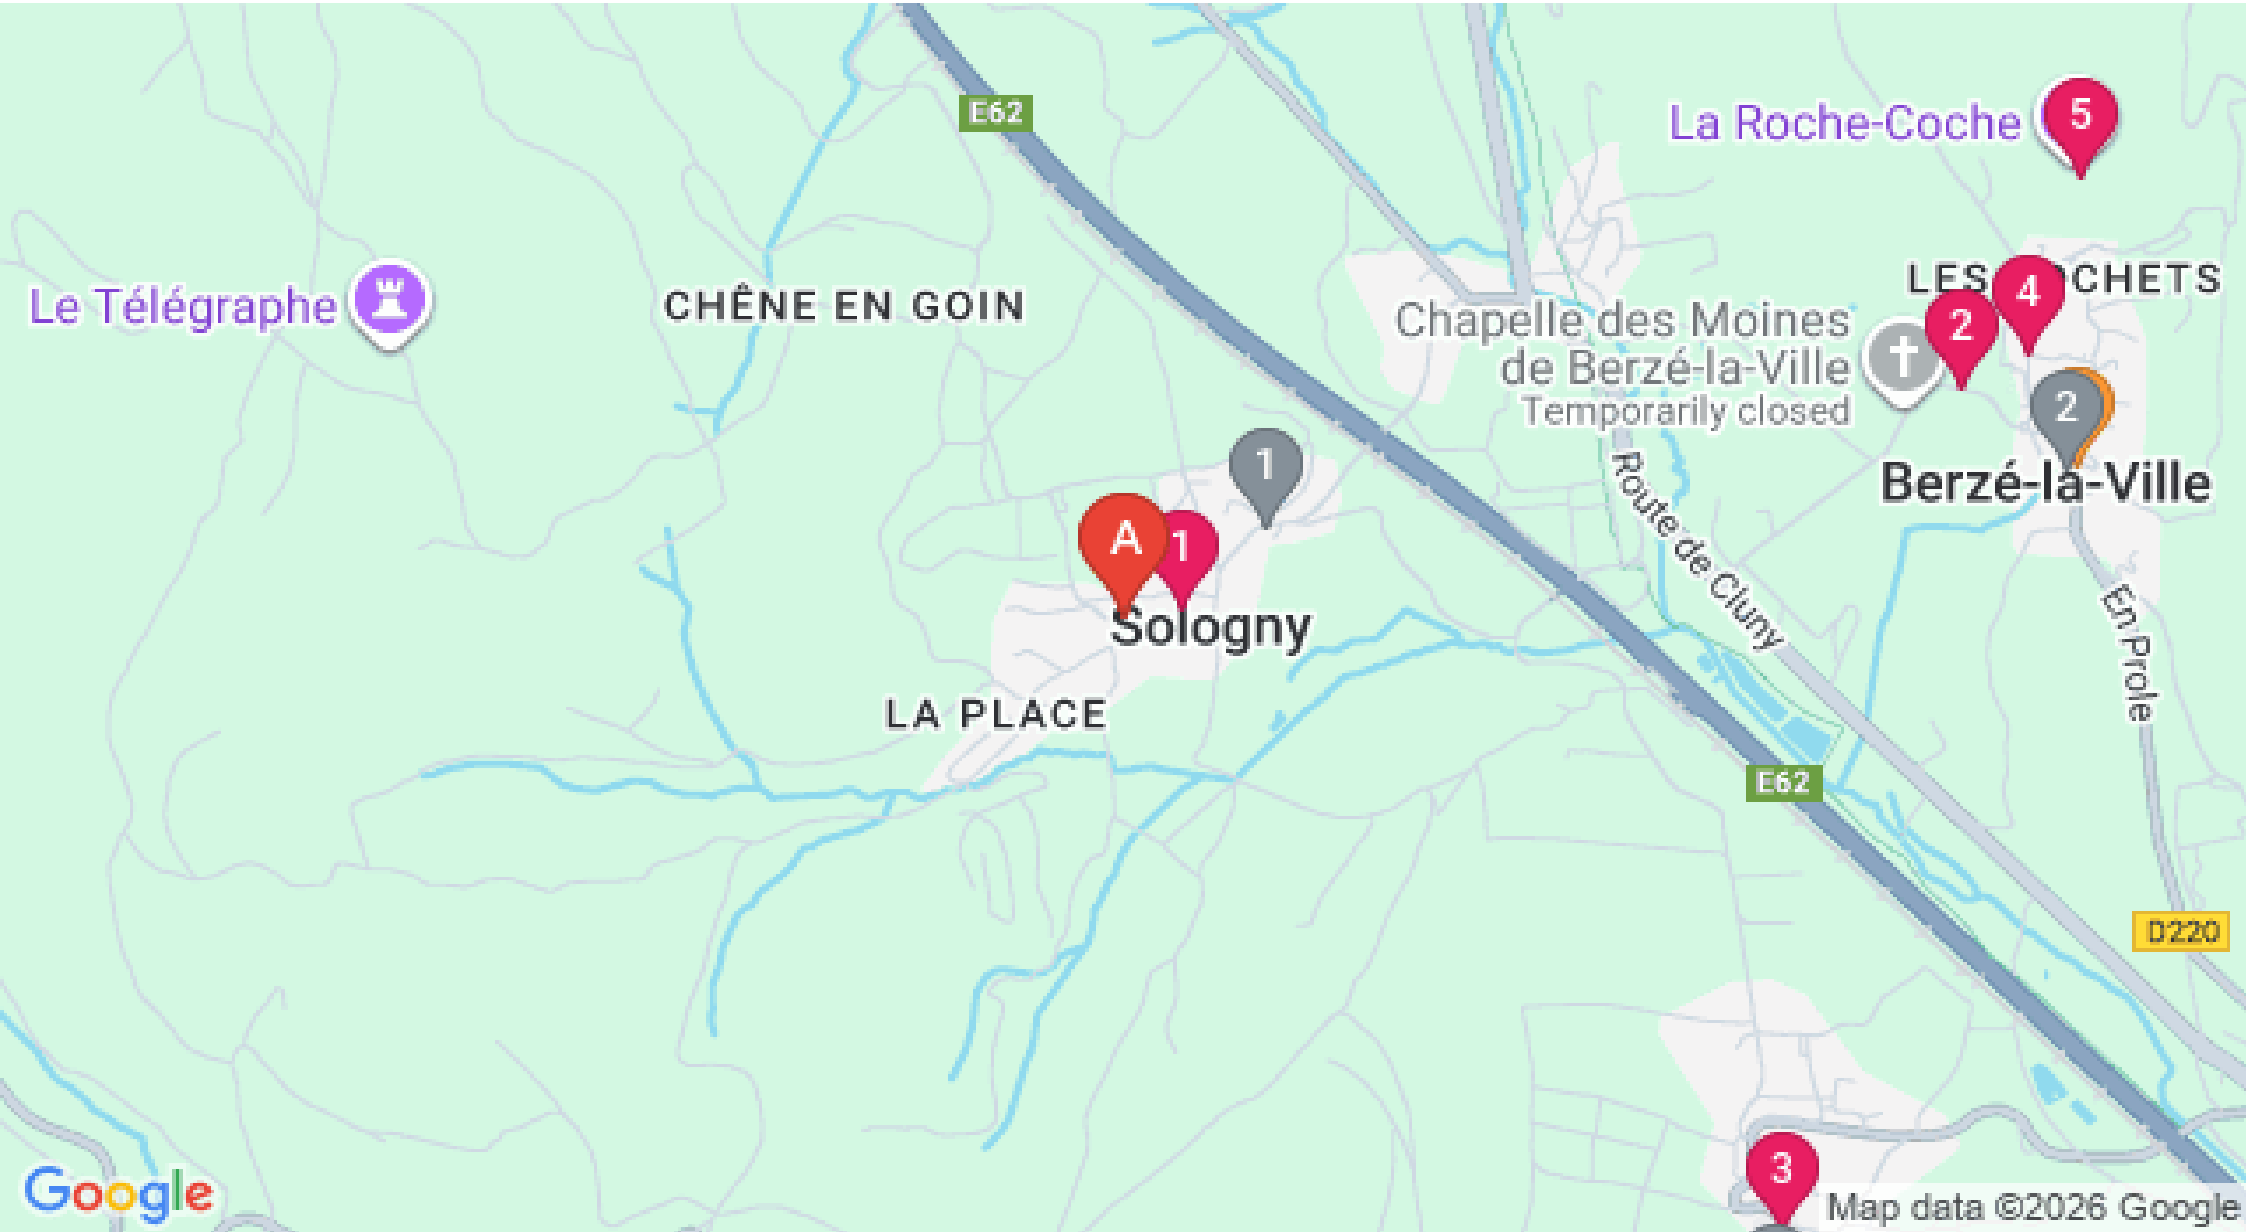 E62
La Roche-Coche
5
Le Télégraphe
CHÊNE EN GOIN
LES
CHETS
4
2
Chapelle des Moines
de Berzé-la-Ville
Temporarily closed
2
Berzé-la-Ville
1
A
1
Sologny
Route de Cluny
En Prole
LA PLACE
E62
D220
3
Google
Map data ©2026 Google